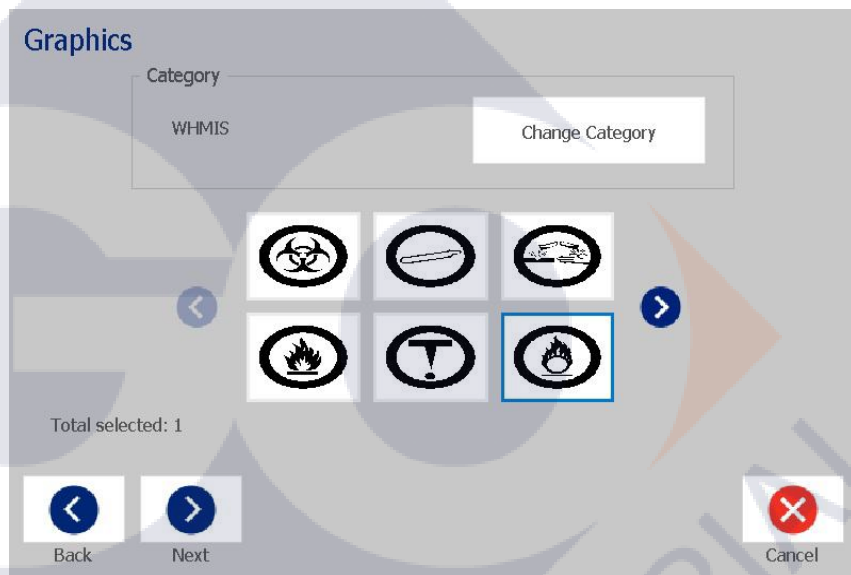 Graphics
Category
WHMIS
Change Category
Total selected: 1
Back
Next
Cancel